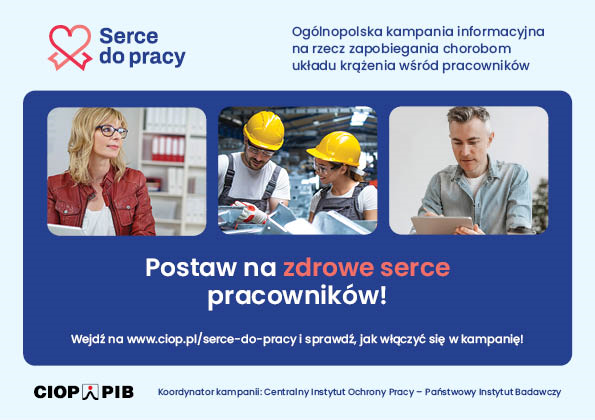 Serce
do pracy
Ogólnopolska kampania informacyjna
na rzecz zapobiegania chorobom
układu krążenia wśród pracowników
Postaw na zdrowe serce
pracowników!
Wejdź na www.ciop.pl/serce-do-pracy i sprawdź, jak włączyć się w kampanię!
CIOP PIB
Koordynator kampanii: Centralny Instytut Ochrony Pracy – Państwowy Instytut Badawczy